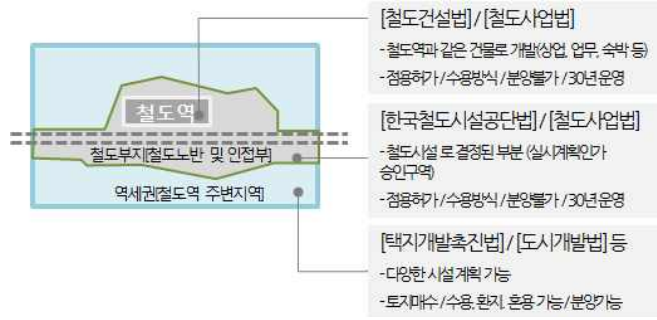 [철도건설법] / [철도사업법]
- 철도역과 같은 건물로 개발(상업, 업무, 숙박 등)
- 점용허가 / 수용방식 / 분양불가 / 30년 운영
철도역
[한국철도시설공단법] / [철도사업법]
- 철도시설 로 결정된 부분 (실시계획인가
승인구역)
- 점용허가 / 수용방식 / 분양불가 / 30년 운영
철도부지[철도노반 및 인접부]
역세권[철도역 주변지역]
[택지개발촉진법] / [도시개발법] 등
- 다양한 시설 계획 가능
- 토지매수 / 수용, 환지, 혼용 가능 / 분양가능